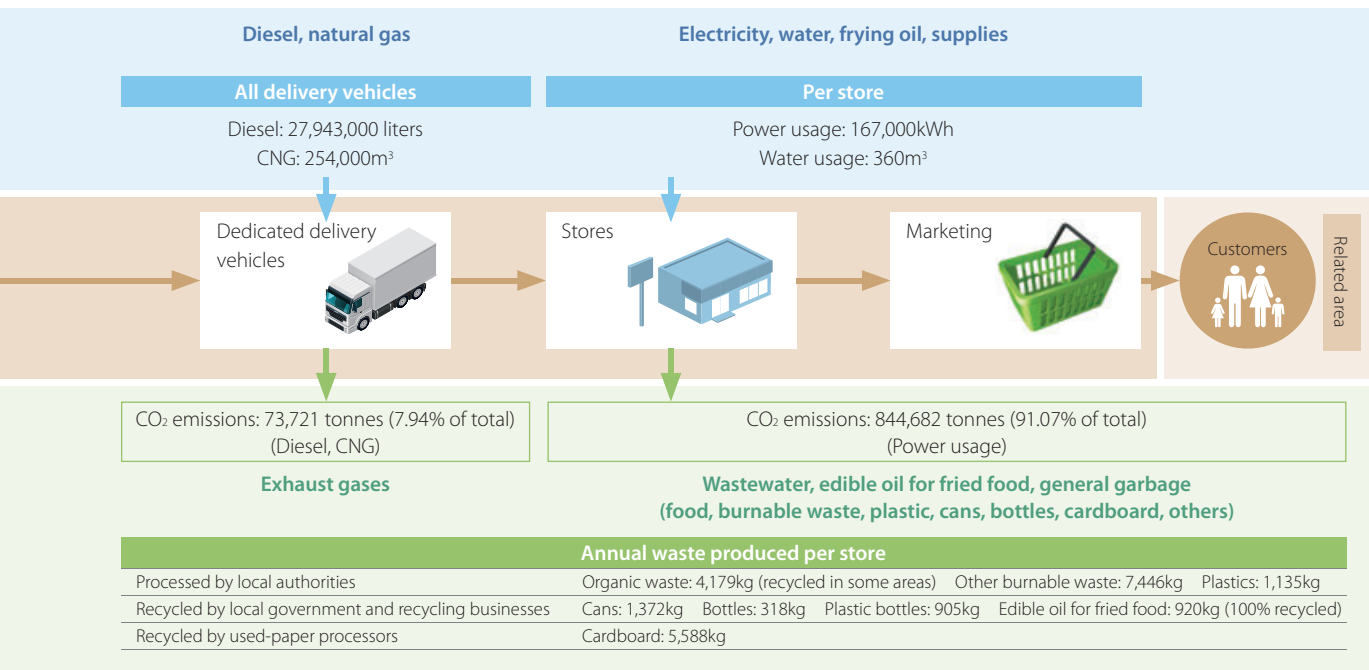 Diesel, natural gas
Electricity, water, frying oil, supplies
All delivery vehicles
Per store
Diesel: 27,943,000 liters
CNG: 254,000m³
Power usage: 167,000kWh
Water usage: 360m³
Dedicated delivery
vehicles
Stores
Marketing
Customers
Related area
CO₂ emissions: 73,721 tonnes (7.94% of total)
(Diesel, CNG)
CO₂ emissions: 844,682 tonnes (91.07% of total)
(Power usage)
Exhaust gases
Wastewater, edible oil for fried food, general garbage
(food, burnable waste, plastic, cans, bottles, cardboard, others)
Annual waste produced per store
Processed by local authorities Organic waste: 4,179kg (recycled in some areas) Other burnable waste: 7,446kg Plastics: 1,135kg
Recycled by local government and recycling businesses Cans: 1,372kg Bottles: 318kg Plastic bottles: 905kg Edible oil for fried food: 920kg (100% recycled)
Recycled by used-paper processors Cardboard: 5,588kg